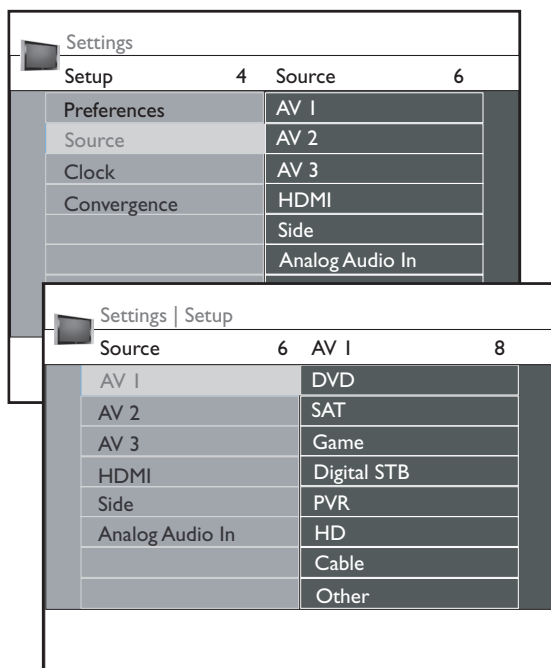 Settings
Setup 4 Source 6
Preferences AV 1
Source AV 2
Clock AV 3
Convergence HDMI
Side
Analog Audio In
Settings | Setup
Source 6 AV 1 8
AV 1 DVD
AV 2 SAT
AV 3 Game
HDMI Digital STB
Side PVR
Analog Audio In HD
Cable
Other